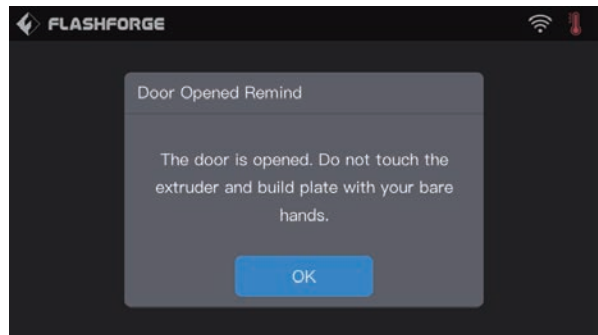 FLASHFORGE
Door Opened Remind
The door is opened. Do not touch the
extruder and build plate with your bare
hands.
OK